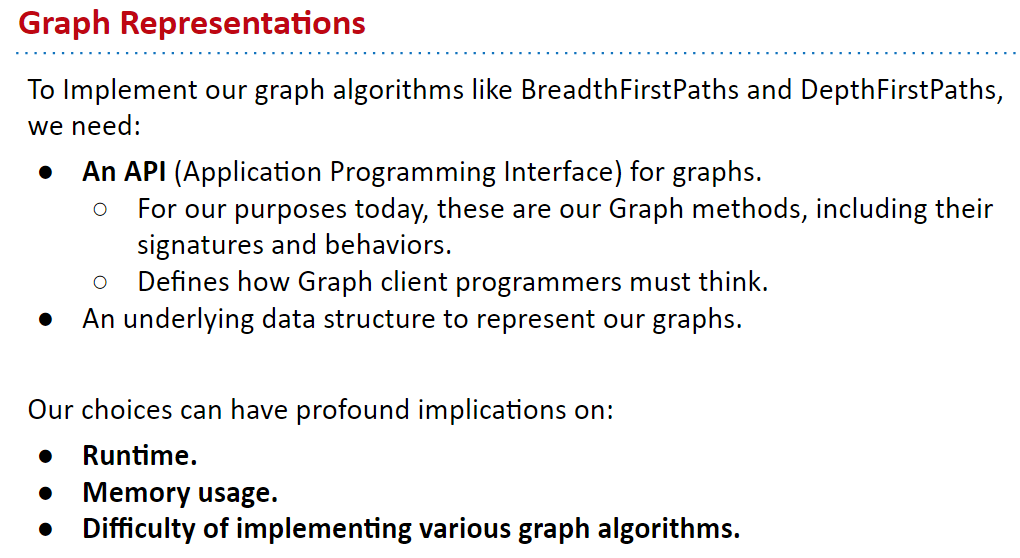 Graph Representations
To Implement our graph algorithms like BreadthFirstPaths and DepthFirstPaths,
we need:
● An API (Application Programming Interface) for graphs.
○ For our purposes today, these are our Graph methods, including their
signatures and behaviors.
○ Defines how Graph client programmers must think.
● An underlying data structure to represent our graphs.
Our choices can have profound implications on:
● Runtime.
● Memory usage.
● Difficulty of implementing various graph algorithms.